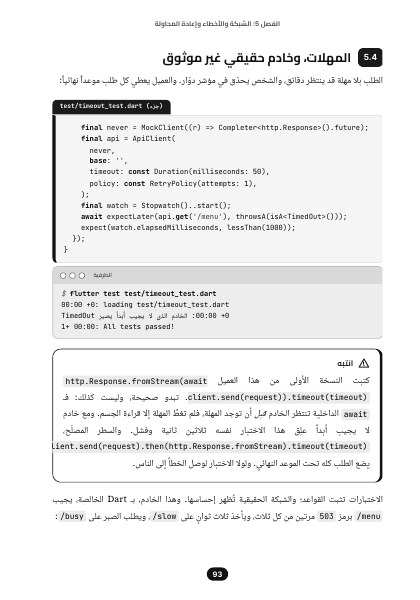 الفصل 5: الشبكة والأخطاء وإعادة المحاولة
5.4 المهلات، وخادم حقيقي غير موثوق
الطلب بلا مهلة قد ينتظر دقائق، والشخص يحدّق في مؤشر دوّار. والعميل يعطي كل طلب موعداً نهائياً:
test/timeout_test.dart (جزء)
final never = MockClient((r) => Completer<http.Response>().future);
final api = ApiClient(
never,
base: '',
timeout: const Duration(milliseconds: 50),
policy: const RetryPolicy(attempts: 1),
);
final watch = Stopwatch()..start();
await expectLater(api.get('/menu'), throwsA(isA<TimedOut>()));
expect(watch.elapsedMilliseconds, lessThan(1000));
});
}
الطرفية
$ flutter test test/timeout_test.dart
00:00 +0: loading test/timeout_test.dart
TimedOut الخادم الذي لا يجيب أبداً يصير :00:00 +0
1+ 00:00: All tests passed!
انتبه
كتبت النسخة الأولى من هذا العميل http.Response.fromStream(await
client.send(request)).timeout(timeout). تبدو صحيحة، وليست كذلك: فـ
await الداخلية تنتظر الخادم قبل أن توجد المهلة، فلم تغطِّ المهلة إلا قراءة الجسم. ومع خادم
لا يجيب أبداً علِق هذا الاختبار نفسه ثلاثين ثانية وفشل. والسطر المصلَح،
client.send(request).then(http.Response.fromStream).timeout(timeout)
يضع الطلب كله تحت الموعد النهائي. ولولا الاختبار لوصل الخطأ إلى الناس.
الاختبارات تثبت القواعد؛ والشبكة الحقيقية تُظهر إحساسها. وهذا الخادم، بـ Dart الخالصة، يجيب
/menu برمز 503 مرتين من كل ثلاث، ويأخذ ثلاث ثوانٍ على /slow، ويطلب الصبر على /busy:
93